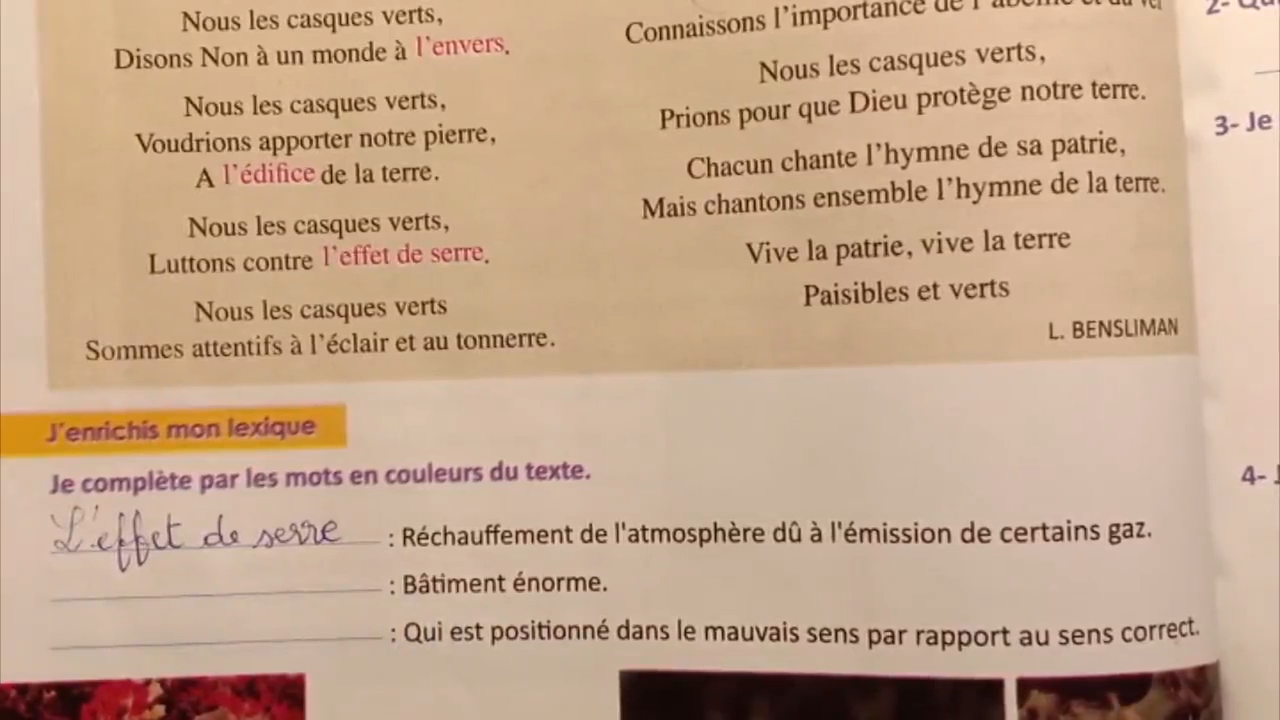 Nous les casques verts,
Disons Non à un monde à l'envers.
Nous les casques verts,
Voudrions apporter notre pierre,
A l'édifice de la terre.
Nous les casques verts,
Luttons contre l'effet de serre.
Nous les casques verts
Sommes attentifs à l'éclair et au tonnerre.
Connaissons l'importance de l'abeille et du ver
Nous les casques verts,
Prions pour que Dieu protège notre terre.
Chacun chante l'hymne de sa patrie,
Mais chantons ensemble l'hymne de la terre.
Vive la patrie, vive la terre
Paisibles et verts
L. BENSLIMAN
J'enrichis mon lexique
Je complète par les mots en couleurs du texte.
L'effet de serre : Réchauffement de l'atmosphère dû à l'émission de certains gaz.
: Bâtiment énorme.
: Qui est positionné dans le mauvais sens par rapport au sens correct.
2-
3- Je
4-